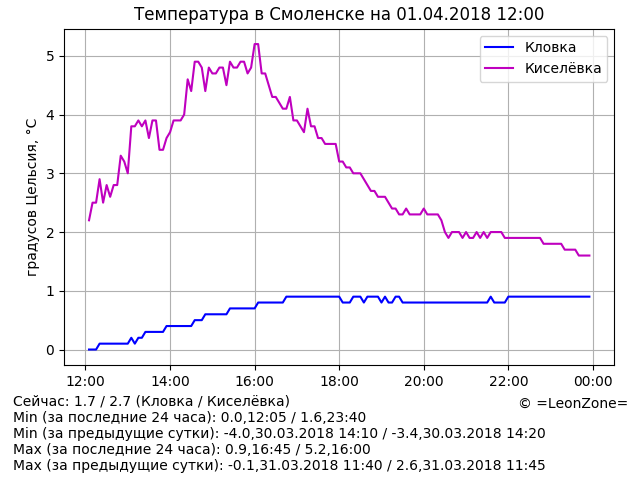 Температура в Смоленске на 01.04.2018 12:00
Кловка
Киселёвка
градусов Цельсия, °C
5
4
3
2
1
0
12:00 14:00 16:00 18:00 20:00 22:00 00:00
Сейчас: 1.7 / 2.7 (Кловка / Киселёвка)
© =LeonZone=
Min (за последние 24 часа): 0.0,12:05 / 1.6,23:40
Min (за предыдущие сутки): -4.0,30.03.2018 14:10 / -3.4,30.03.2018 14:20
Max (за последние 24 часа): 0.9,16:45 / 5.2,16:00
Max (за предыдущие сутки): -0.1,31.03.2018 11:40 / 2.6,31.03.2018 11:45